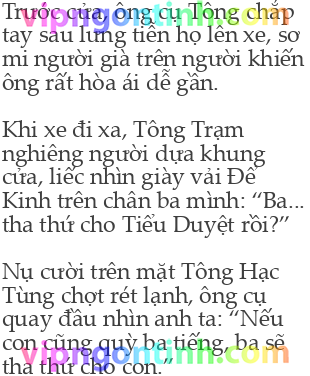 Trước cửa, ông cụ Tông chắp
tay sau lưng tiễn họ lên xe, sơ
mi người già trên người khiến
ông rất hòa ái dễ gần.
Khi xe đi xa, Tông Trạm
nghiêng người dựa khung
cửa, liếc nhìn giày vải Đế
Kinh trên chân ba mình: “Ba...
tha thứ cho Tiểu Duyệt rồi?”
Nụ cười trên mặt Tông Hạc
Tùng chợt rét lạnh, ông cụ
quay đầu nhìn anh ta: “Nếu
con cũng quỳ ba tiếng, ba sẽ
tha thứ cho con.”
vipngontinh.com
vipngontinh.com